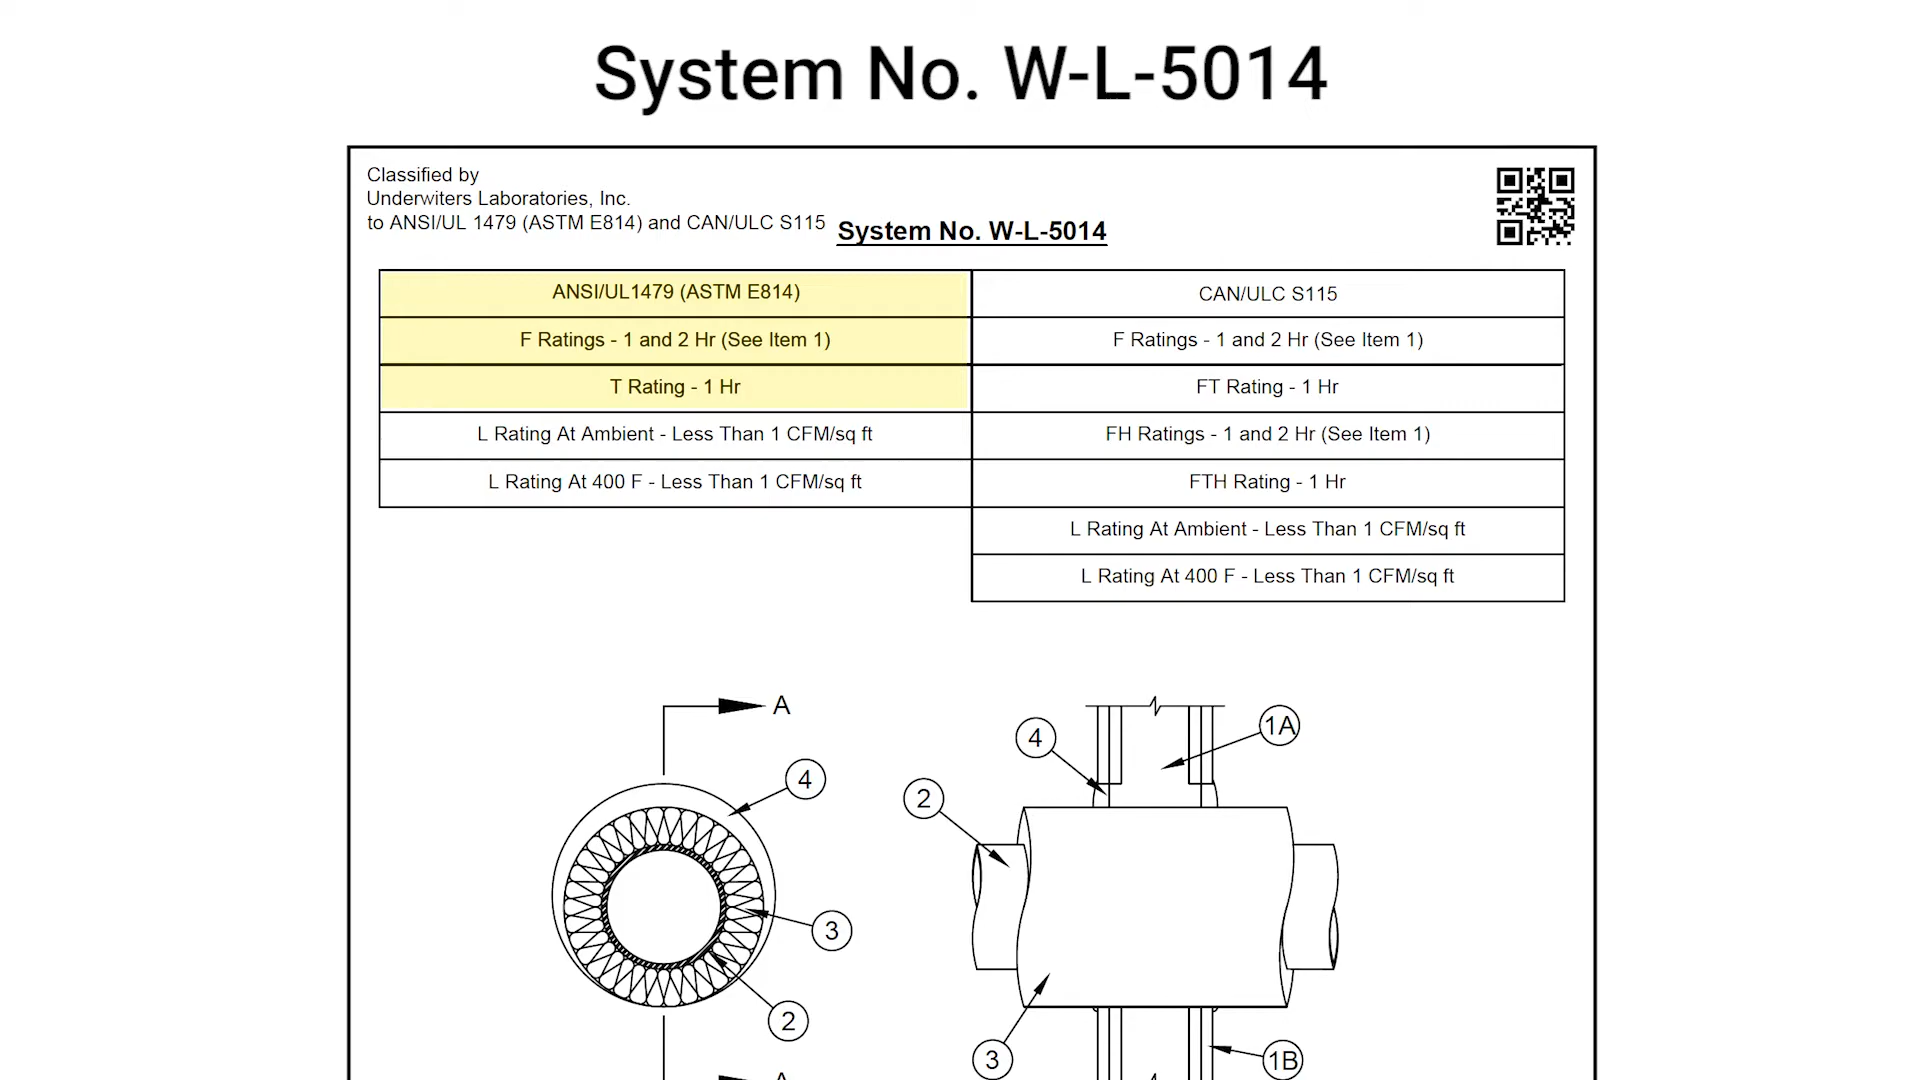 System No. W-L-5014
Classified by
Underwiters Laboratories, Inc.
to ANSI/UL 1479 (ASTM E814) and CAN/ULC S115
System No. W-L-5014
ANSI/UL1479 (ASTM E814)
CAN/ULC S115
F Ratings - 1 and 2 Hr (See Item 1)
F Ratings - 1 and 2 Hr (See Item 1)
T Rating - 1 Hr
FT Rating - 1 Hr
L Rating At Ambient - Less Than 1 CFM/sq ft
FH Ratings - 1 and 2 Hr (See Item 1)
L Rating At 400 F - Less Than 1 CFM/sq ft
FTH Rating - 1 Hr
L Rating At Ambient - Less Than 1 CFM/sq ft
L Rating At 400 F - Less Than 1 CFM/sq ft
A
4
3
2
4
1A
2
3
1B